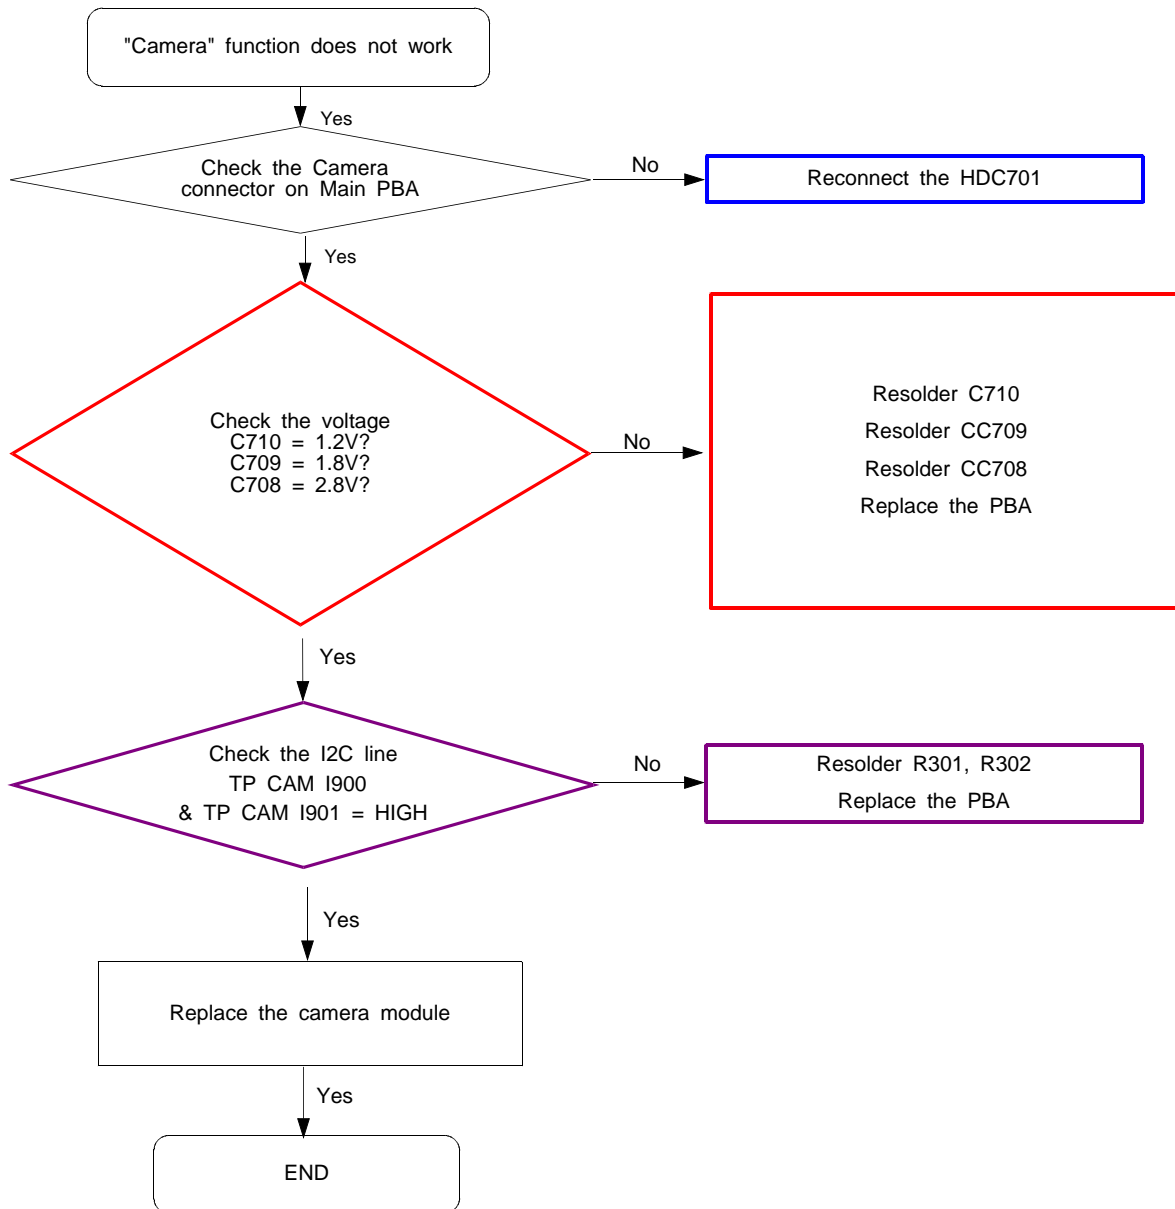 "Camera" function does not work
Yes
Check the Camera
connector on Main PBA
No
Reconnect the HDC701
Yes
Check the voltage
C710 = 1.2V?
C709 = 1.8V?
C708 = 2.8V?
No
Resolder C710
Resolder CC709
Resolder CC708
Replace the PBA
Yes
Check the I2C line
TP CAM I900
& TP CAM I901 = HIGH
No
Resolder R301, R302
Replace the PBA
Yes
Replace the camera module
Yes
END